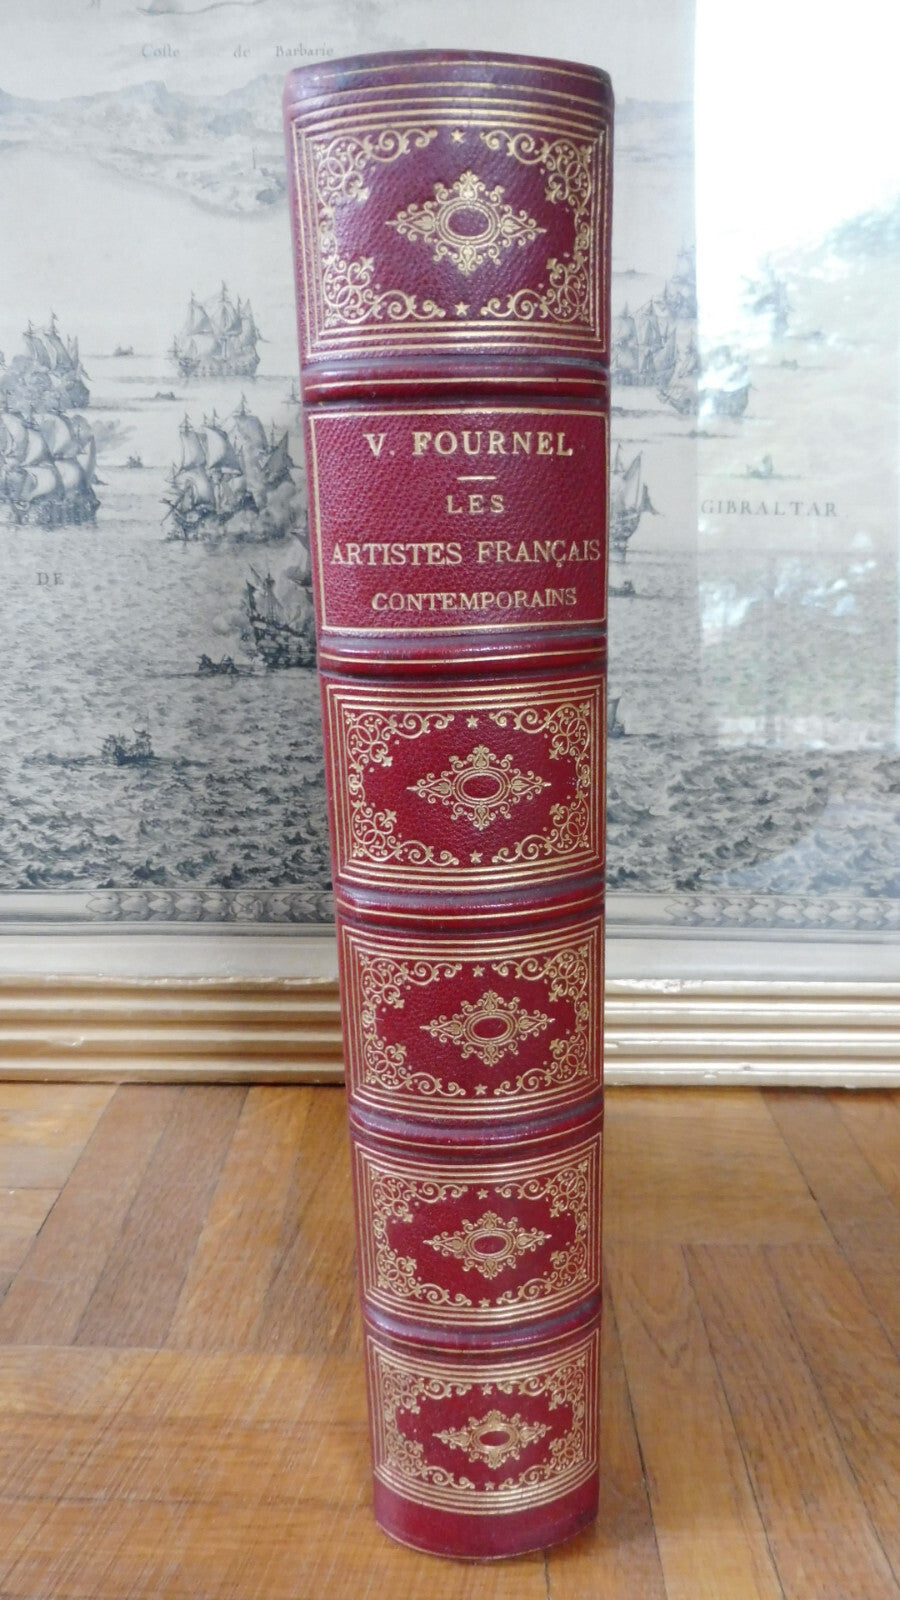 Coste de Barbarie
V. FOURNEL
LES
ARTISTES FRANÇAIS
CONTEMPORAINS
GIBRALTAR
DE